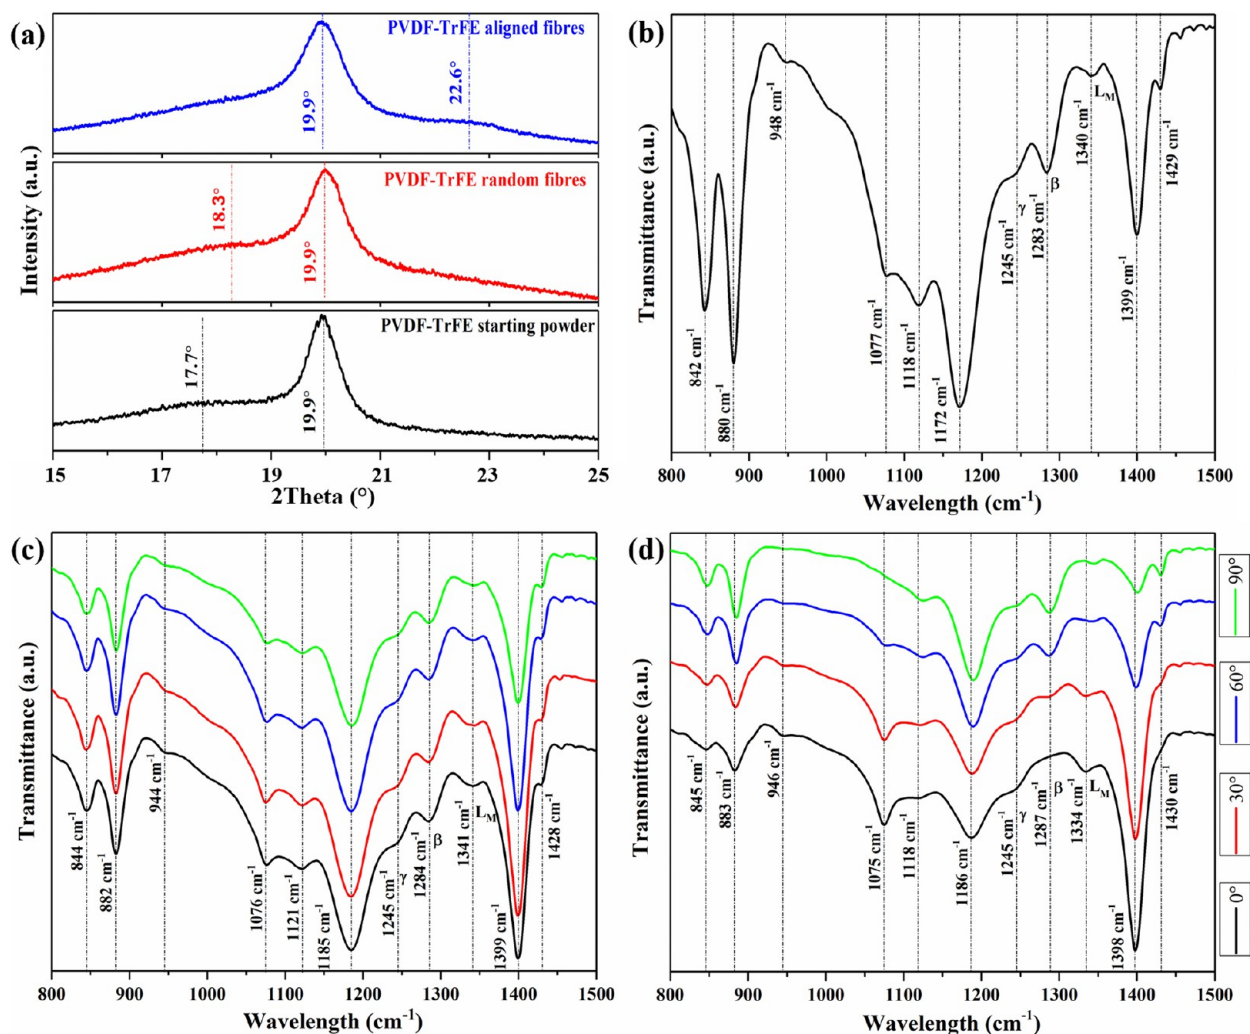 (a)
PVDF-TrFE aligned fibres
19.9°
22.6°
PVDF-TrFE random fibres
18.3°
19.9°
PVDF-TrFE starting powder
17.7°
19.9°
Intensity (a.u.)
15 17 19 21 23 25
2Theta (°)
(b)
842 cm⁻¹
880 cm⁻¹
948 cm⁻¹
1077 cm⁻¹
1118 cm⁻¹
1172 cm⁻¹
1245 cm⁻¹
γ
1283 cm⁻¹
β
1340 cm⁻¹
L_M
1399 cm⁻¹
1429 cm⁻¹
Transmittance (a.u.)
800 900 1000 1100 1200 1300 1400 1500
Wavelength (cm⁻¹)
(c)
844 cm⁻¹
882 cm⁻¹
944 cm⁻¹
1076 cm⁻¹
1121 cm⁻¹
1185 cm⁻¹
1245 cm⁻¹
γ
1284 cm⁻¹
β
1341 cm⁻¹
L_M
1399 cm⁻¹
1428 cm⁻¹
Transmittance (a.u.)
800 900 1000 1100 1200 1300 1400 1500
Wavelength (cm⁻¹)
(d)
845 cm⁻¹
883 cm⁻¹
946 cm⁻¹
1075 cm⁻¹
1118 cm⁻¹
1186 cm⁻¹
1245 cm⁻¹
γ
1287 cm⁻¹
β
1334 cm⁻¹
L_M
1398 cm⁻¹
1430 cm⁻¹
Transmittance (a.u.)
800 900 1000 1100 1200 1300 1400 1500
Wavelength (cm⁻¹)
90°
60°
30°
0°